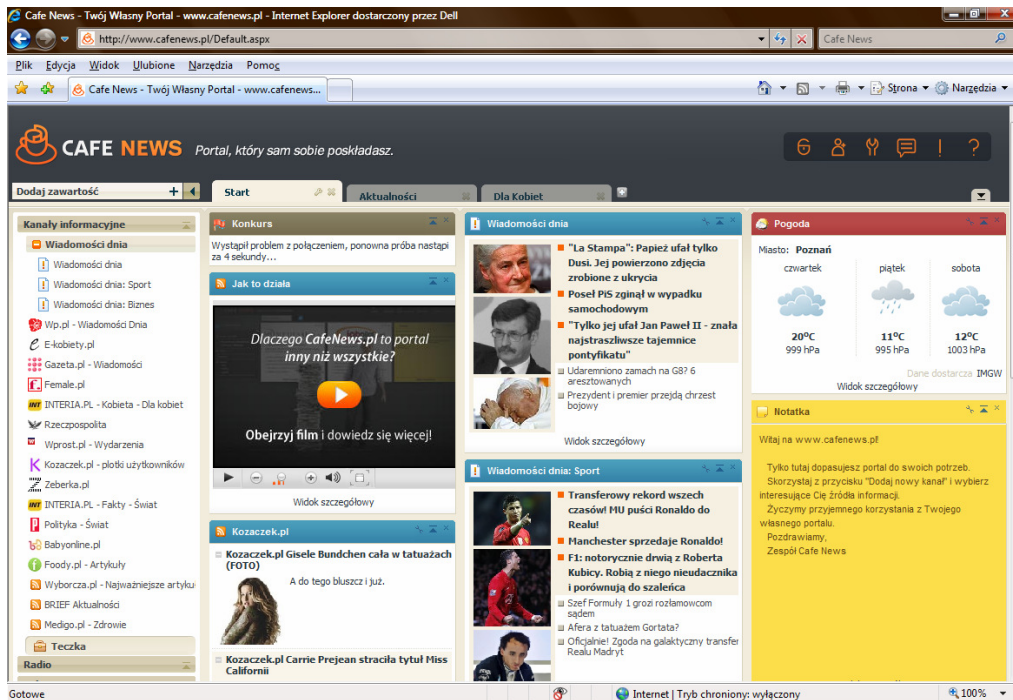 Cafe News - Twój Własny Portal - www.cafenews.pl - Internet Explorer dostarczony przez Dell
http://www.cafenews.pl/Default.aspx
Cafe News
Plik Edycja Widok Ulubione Narzędzia Pomoc
Cafe News - Twój Własny Portal - www.cafenews...
Strona
Narzędzia
CAFE NEWS
Portal, który sam sobie poskładasz.
Dodaj zawartość
Start
Aktualności
Dla Kobiet
Kanały informacyjne
Wiadomości dnia
Wiadomości dnia
Wiadomości dnia: Sport
Wiadomości dnia: Biznes
Wp.pl - Wiadomości Dnia
E-kobiety.pl
Gazeta.pl - Wiadomości
Female.pl
INTERIA.PL - Kobieta - Dla kobiet
Rzeczpospolita
Wprost.pl - Wydarzenia
Kozaczek.pl - plotki użytkowników
Zeberka.pl
INTERIA.PL - Fakty - Świat
Polityka - Świat
Babyonline.pl
Foody.pl - Artykuły
Wyborcza.pl - Najważniejsze artyku
BRIEF Aktualności
Medigo.pl - Zdrowie
Teczka
Radio
Konkurs
Wystąpił problem z połączeniem, ponowna próba nastąpi
za 4 sekundy...
Jak to działa
Dlaczego CafeNews.pl to portal
inny niż wszystkie?
Obejrzyj film i dowiedz się więcej!
Widok szczegółowy
Kozaczek.pl
Kozaczek.pl Gisele Bundchen cała w tatuażach
(FOTO)
A do tego bluszcz i już.
Kozaczek.pl Carrie Prejean straciła tytuł Miss
Californii
Wiadomości dnia
"La Stampa": Papież ufał tylko
Dusi. Jej powierzono zdjęcia
zrobione z ukrycia
Poseł PiS zginął w wypadku
samochodowym
"Tylko jej ufał Jan Paweł II - znała
najstraszliwsze tajemnice
pontyfikatu"
Udaremniono zamach na G8? 6
aresztowanych
Prezydent i premier przejdą chrzest
bojowy
Widok szczegółowy
Wiadomości dnia: Sport
Transferowy rekord wszech
czasów! MU puści Ronaldo do
Realu!
Manchester sprzedaje Ronaldo!
F1: notorycznie drwią z Roberta
Kubicy. Robią z niego nieudacznika
i porównują do szaleńca
Szef Formuły 1 grozi rozłamowcom
sądem
Afera z tatuażem Gortata?
Oficjalnie! Zgoda na galaktyczny transfer
Realu Madryt
Pogoda
Miasto: Poznań
czwartek piątek sobota
20°C 11°C 12°C
999 hPa 995 hPa 1003 hPa
Dane dostarcza IMGW
Widok szczegółowy
Notatka
Witaj na www.cafenews.pl!
Tylko tutaj dopasujesz portal do swoich potrzeb.
Skorzystaj z przycisku "Dodaj nowy kanał" i wybierz
interesujące Cię źródła informacji.
Życzymy przyjemnego korzystania z Twojego
własnego portalu.
Pozdrawiamy,
Zespół Cafe News
Gotowe
Internet | Tryb chroniony: wyłączony
100%